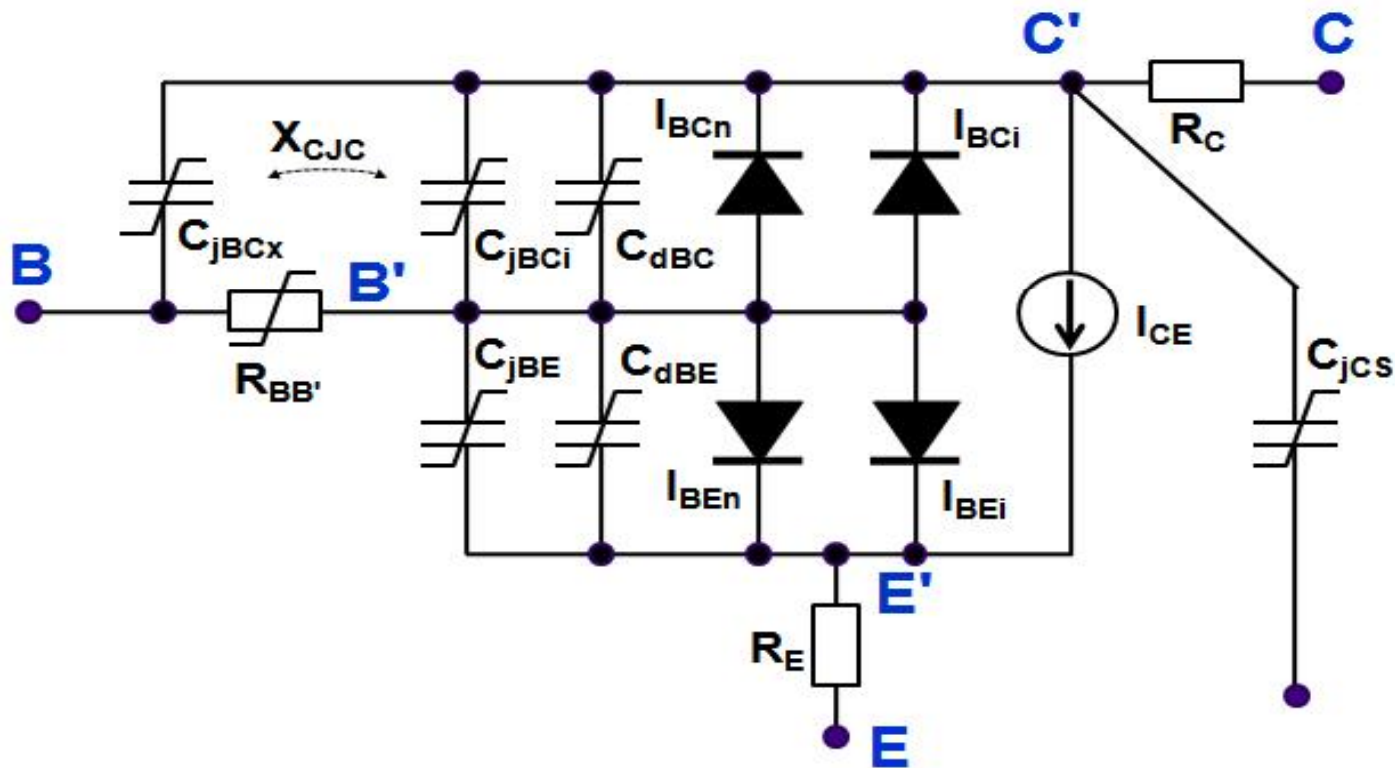 C'
C
I_BCn
I_BCi
X_CJC
R_C
C_jBCx
C_jBCi
C_dBC
B
B'
I_CE
C_jBE
C_dBE
C_jCS
R_BB'
I_BEn
I_BEi
E'
R_E
E